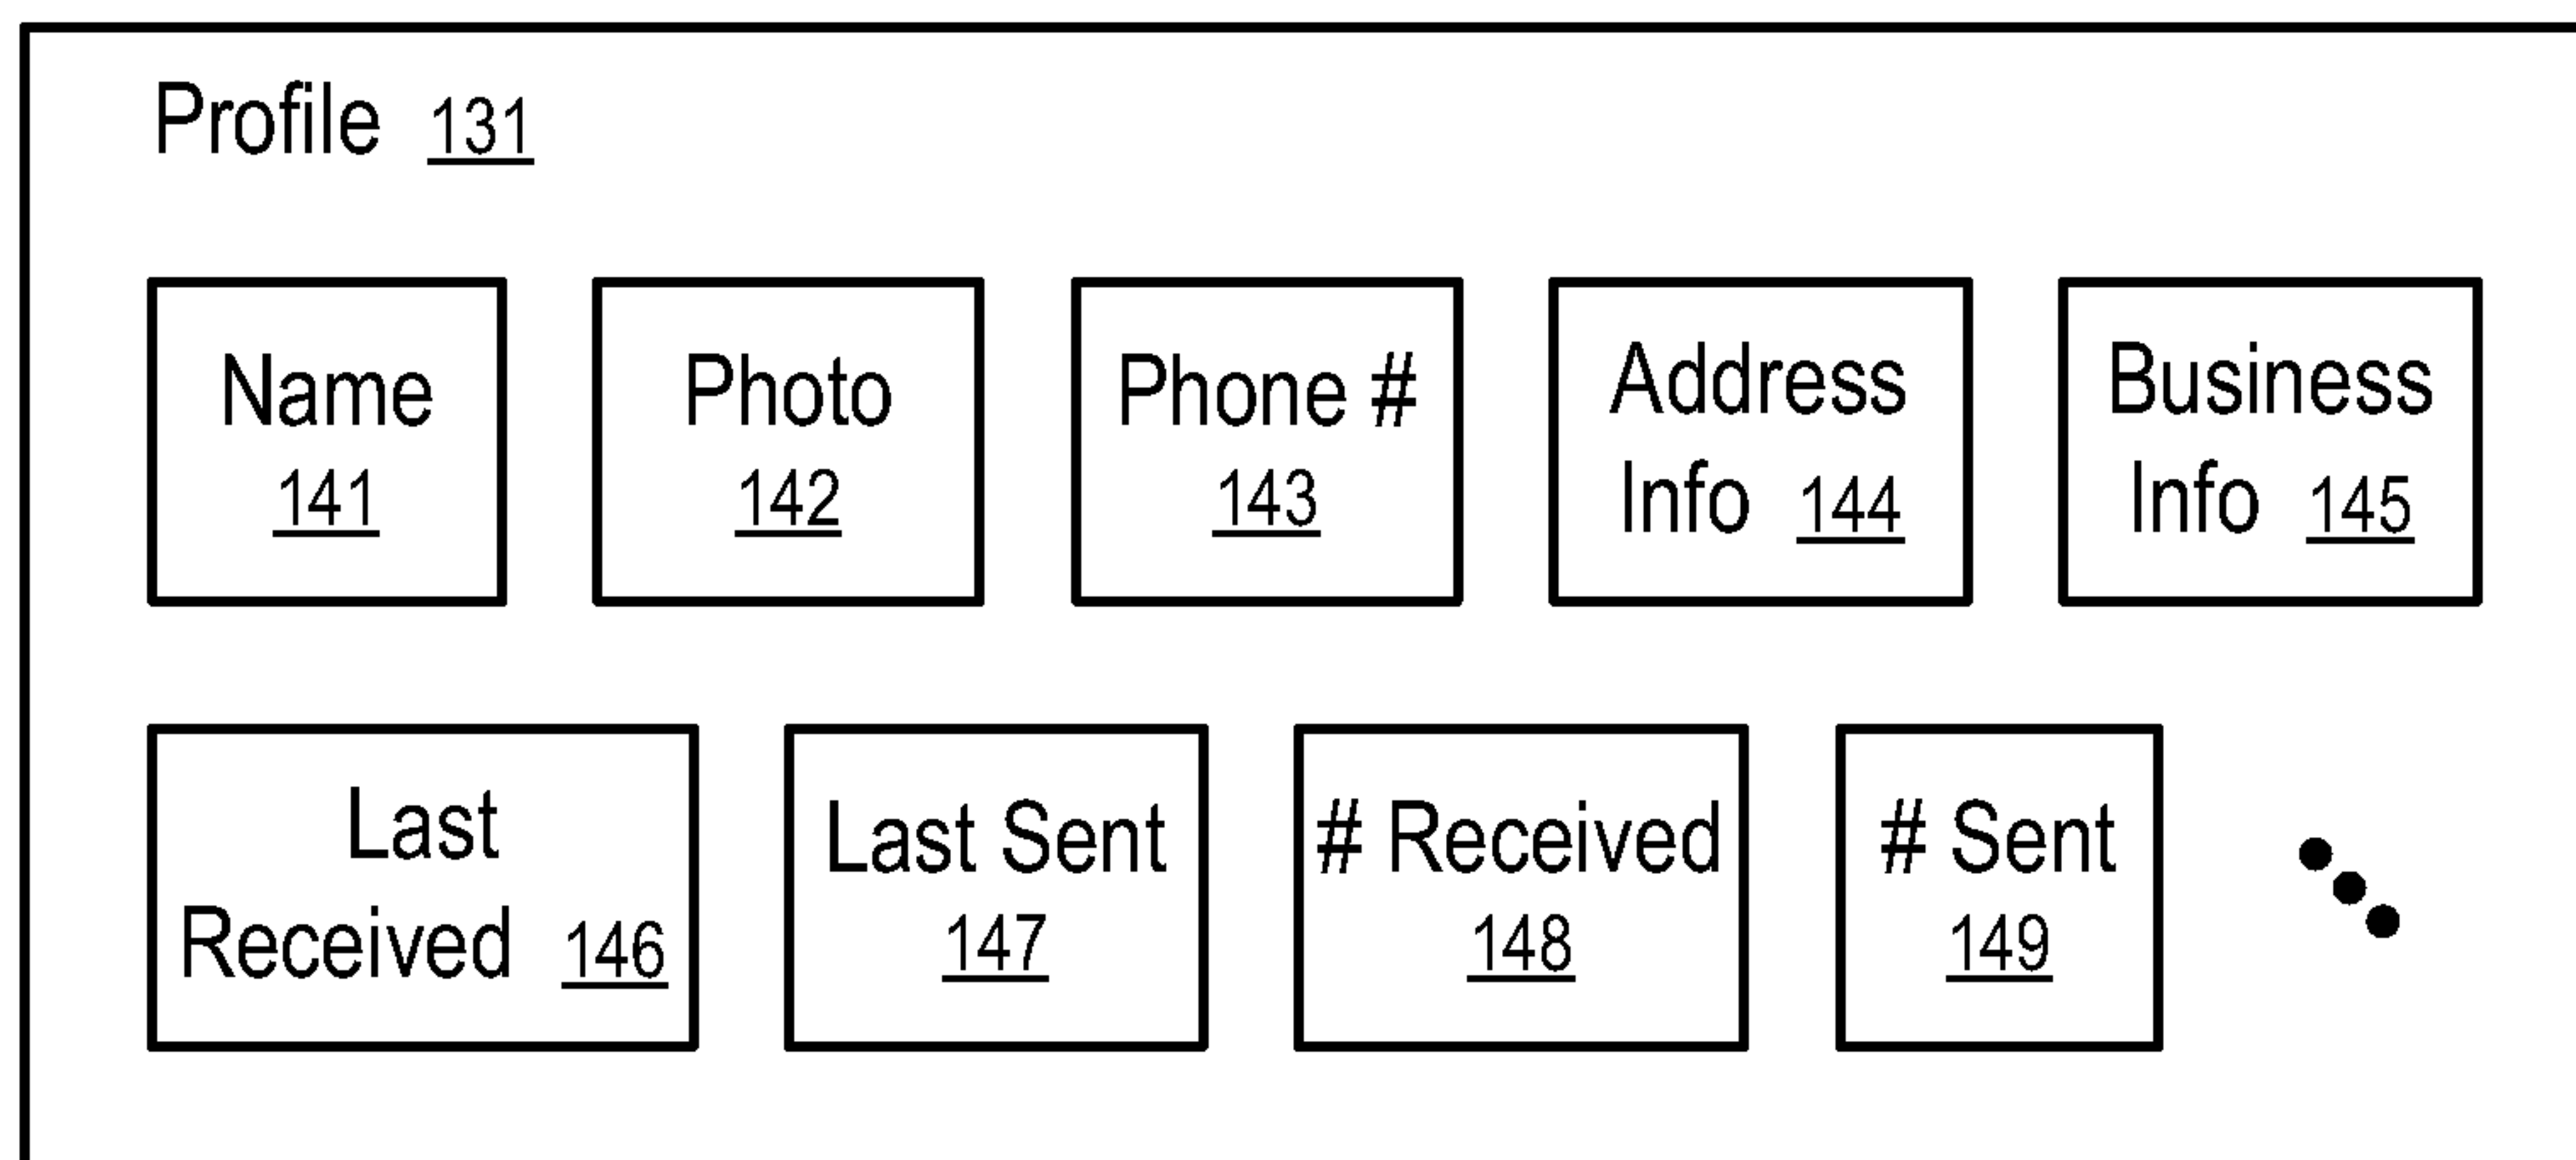 Profile 131
Name
141
Photo
142
Phone #
143
Address
Info 144
Business
Info 145
Last
Received 146
Last Sent
147
# Received
148
# Sent
149